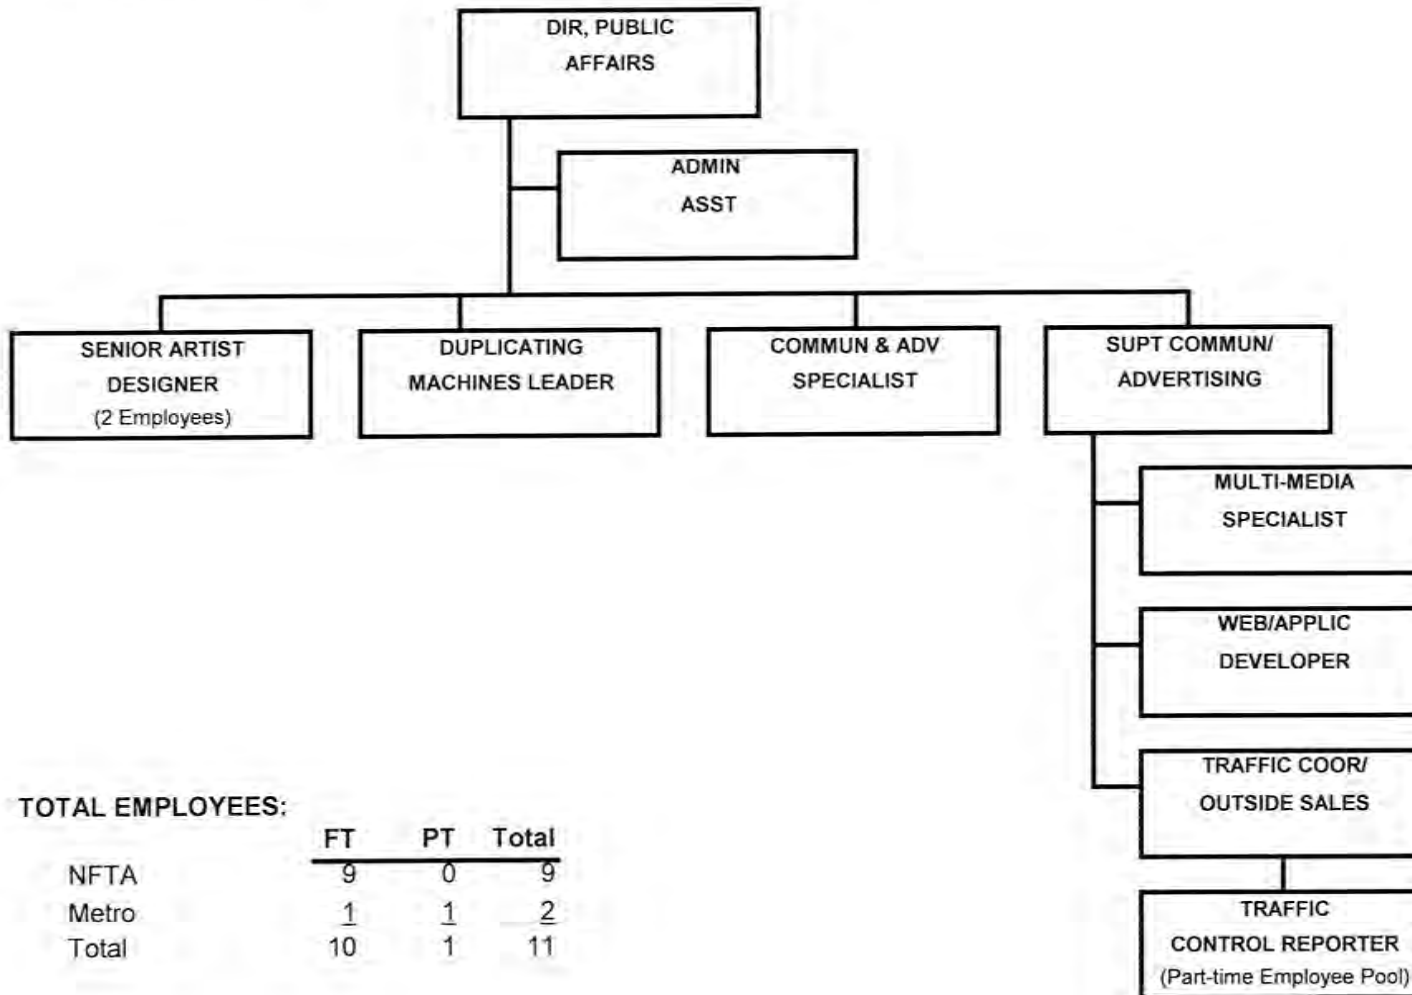 DIR, PUBLIC
AFFAIRS
ADMIN
ASST
SENIOR ARTIST
DESIGNER
(2 Employees)
DUPLICATING
MACHINES LEADER
COMMUN & ADV
SPECIALIST
SUPT COMMUN/
ADVERTISING
MULTI-MEDIA
SPECIALIST
WEB/APPLIC
DEVELOPER
TRAFFIC COOR/
OUTSIDE SALES
TRAFFIC
CONTROL REPORTER
(Part-time Employee Pool)
TOTAL EMPLOYEES:
FT PT Total
NFTA 9 0 9
Metro 1 1 2
Total 10 1 11